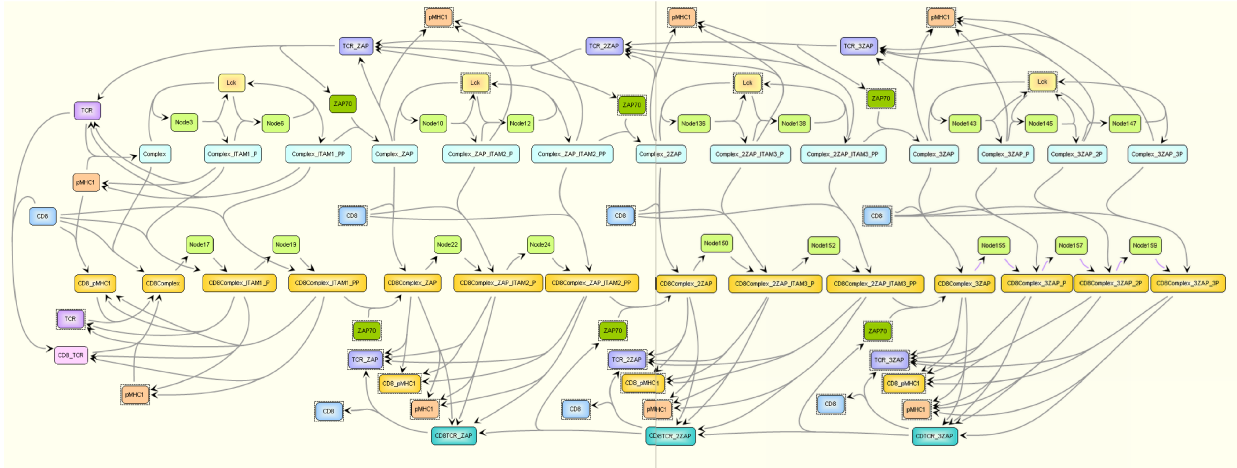 pMHC1 pMHC1 pMHC1
TCR_ZAP TCR_2ZAP TCR_3ZAP
Lck Lck Lck Lck
ZAP70 ZAP70 ZAP70
TCR
Node3 Node6 Node10 Node12 Node136 Node138 Node143 Node145 Node147
Complex Complex_ITAM1_P Complex_ITAM1_PP Complex_ZAP Complex_ZAP_ITAM2_P Complex_ZAP_ITAM2_PP Complex_2ZAP Complex_2ZAP_ITAM3_P Complex_2ZAP_ITAM3_PP Complex_3ZAP Complex_3ZAP_P Complex_3ZAP_2P Complex_3ZAP_3P
pMHC1
CD8 CD8 CD8 CD8
Node17 Node19 Node22 Node24 Node150 Node152 Node155 Node157 Node159
CD8_pMHC1 CD8Complex CD8Complex_ITAM1_P CD8Complex_ITAM1_PP CD8Complex_ZAP CD8Complex_ZAP_ITAM2_P CD8Complex_ZAP_ITAM2_PP CD8Complex_2ZAP CD8Complex_2ZAP_ITAM3_P CD8Complex_2ZAP_ITAM3_PP CD8Complex_3ZAP CD8Complex_3ZAP_P CD8Complex_3ZAP_2P CD8Complex_3ZAP_3P
TCR ZAP70 ZAP70 ZAP70
CD8_TCR TCR_ZAP TCR_2ZAP TCR_3ZAP
CD8_pMHC1 CD8_pMHC1 CD8_pMHC1
pMHC1
CD8 pMHC1 CD8 pMHC1 CD8 pMHC1
CD8TCR_ZAP CD8TCR_2ZAP CD8TCR_3ZAP